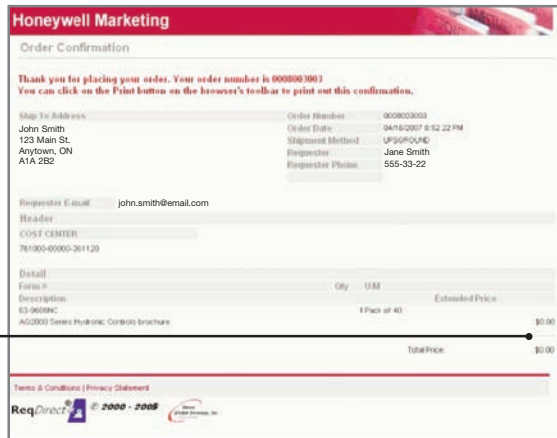 Honeywell Marketing
Order Confirmation
Thank you for placing your order. Your order number is 0008003003
You can click on the Print button on the browser's toolbar to print out this confirmation.
Ship To Address
John Smith
123 Main St.
Anytown, ON
A1A 2B2
Order Number 0008003003
Order Date 04/18/2007 8:52:22 PM
Shipment Method UPSGROUND
Requester Jane Smith
Requester Phone 555-33-22
Requester E-mail john.smith@email.com
Header
COST CENTER
761000-00000-361120
Detail
Form # Qty U/M
Description Extended Price
63-9608NC 1 Pack of 40
AG2000 Series Hydronic Controls brochure $0.00
Total Price: $0.00
Terms & Conditions | Privacy Statement
ReqDirect © 2000 - 2005